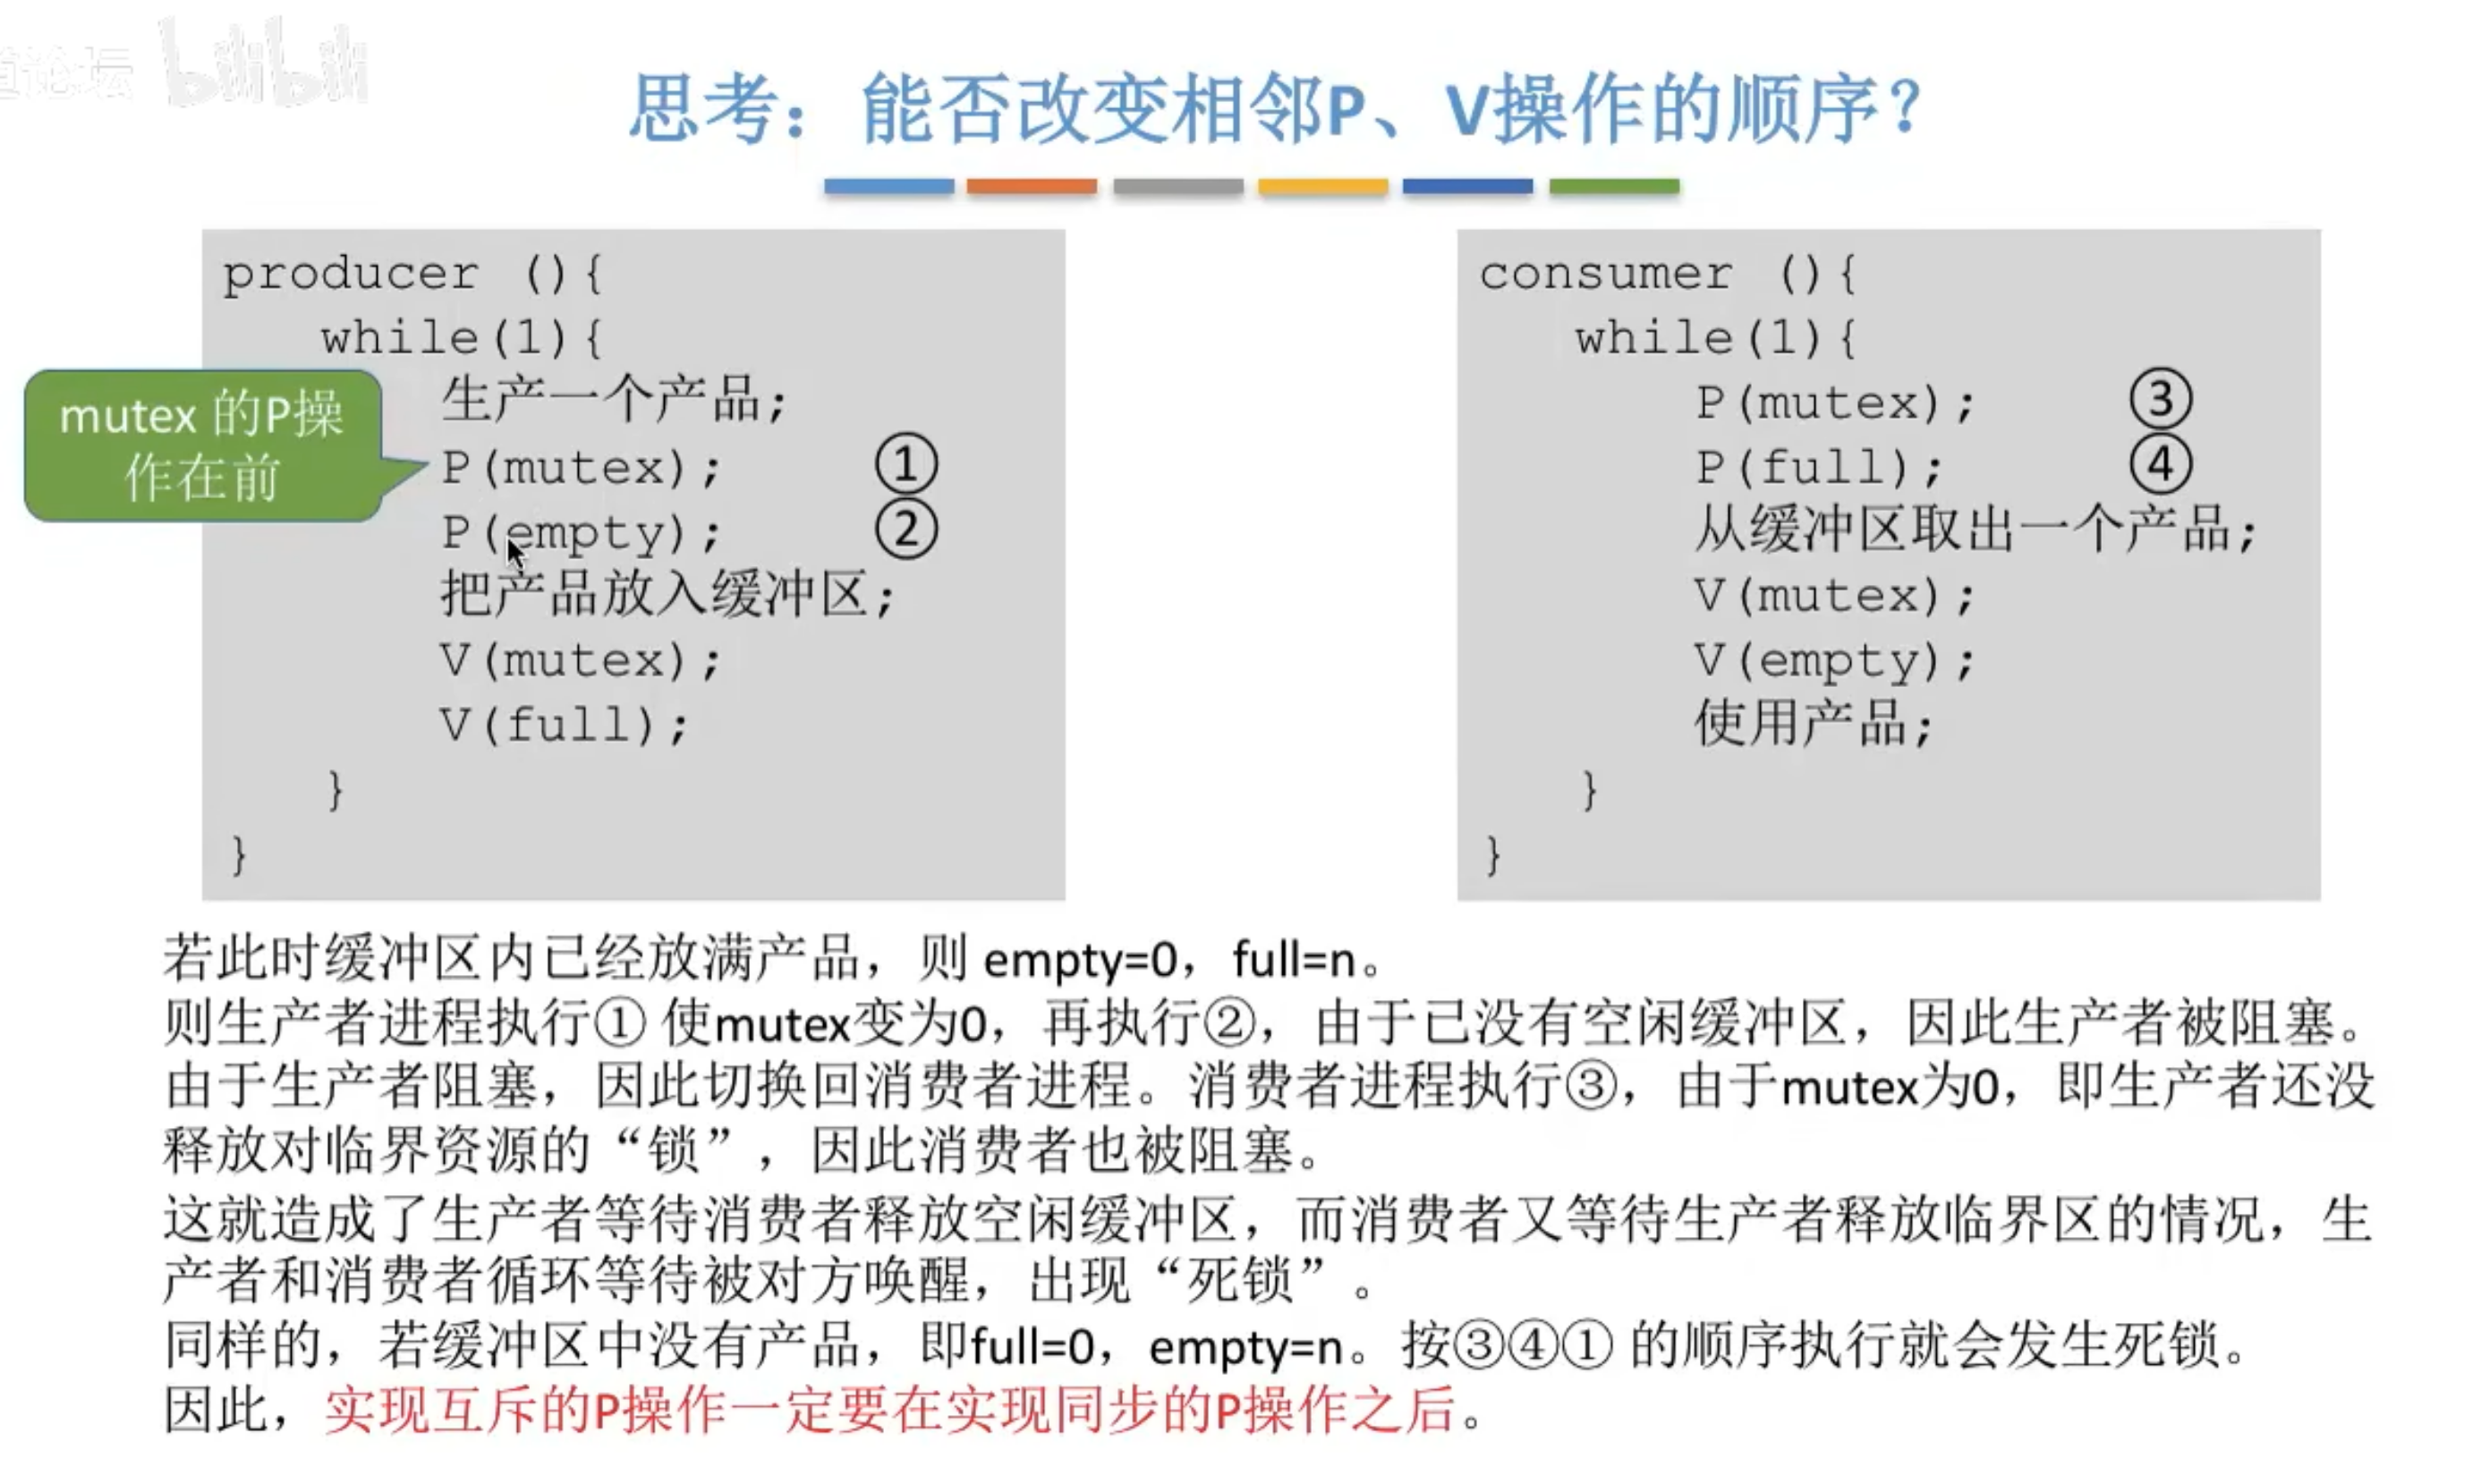 论坛 bilibili
思考：能否改变相邻P、V操作的顺序？
producer (){
while(1){
生产一个产品;
P(mutex); ①
P(empty); ②
把产品放入缓冲区;
V(mutex);
V(full);
}
}
mutex 的P操
作在前
consumer (){
while(1){
P(mutex); ③
P(full); ④
从缓冲区取出一个产品;
V(mutex);
V(empty);
使用产品;
}
}
若此时缓冲区内已经放满产品，则 empty=0，full=n。
则生产者进程执行① 使mutex变为0，再执行②，由于已没有空闲缓冲区，因此生产者被阻塞。
由于生产者阻塞，因此切换回消费者进程。消费者进程执行③，由于mutex为0，即生产者还没
释放对临界资源的“锁”，因此消费者也被阻塞。
这就造成了生产者等待消费者释放空闲缓冲区，而消费者又等待生产者释放临界区的情况，生
产者和消费者循环等待被对方唤醒，出现“死锁”。
同样的，若缓冲区中没有产品，即full=0，empty=n。按③④① 的顺序执行就会发生死锁。
因此，实现互斥的P操作一定要在实现同步的P操作之后。